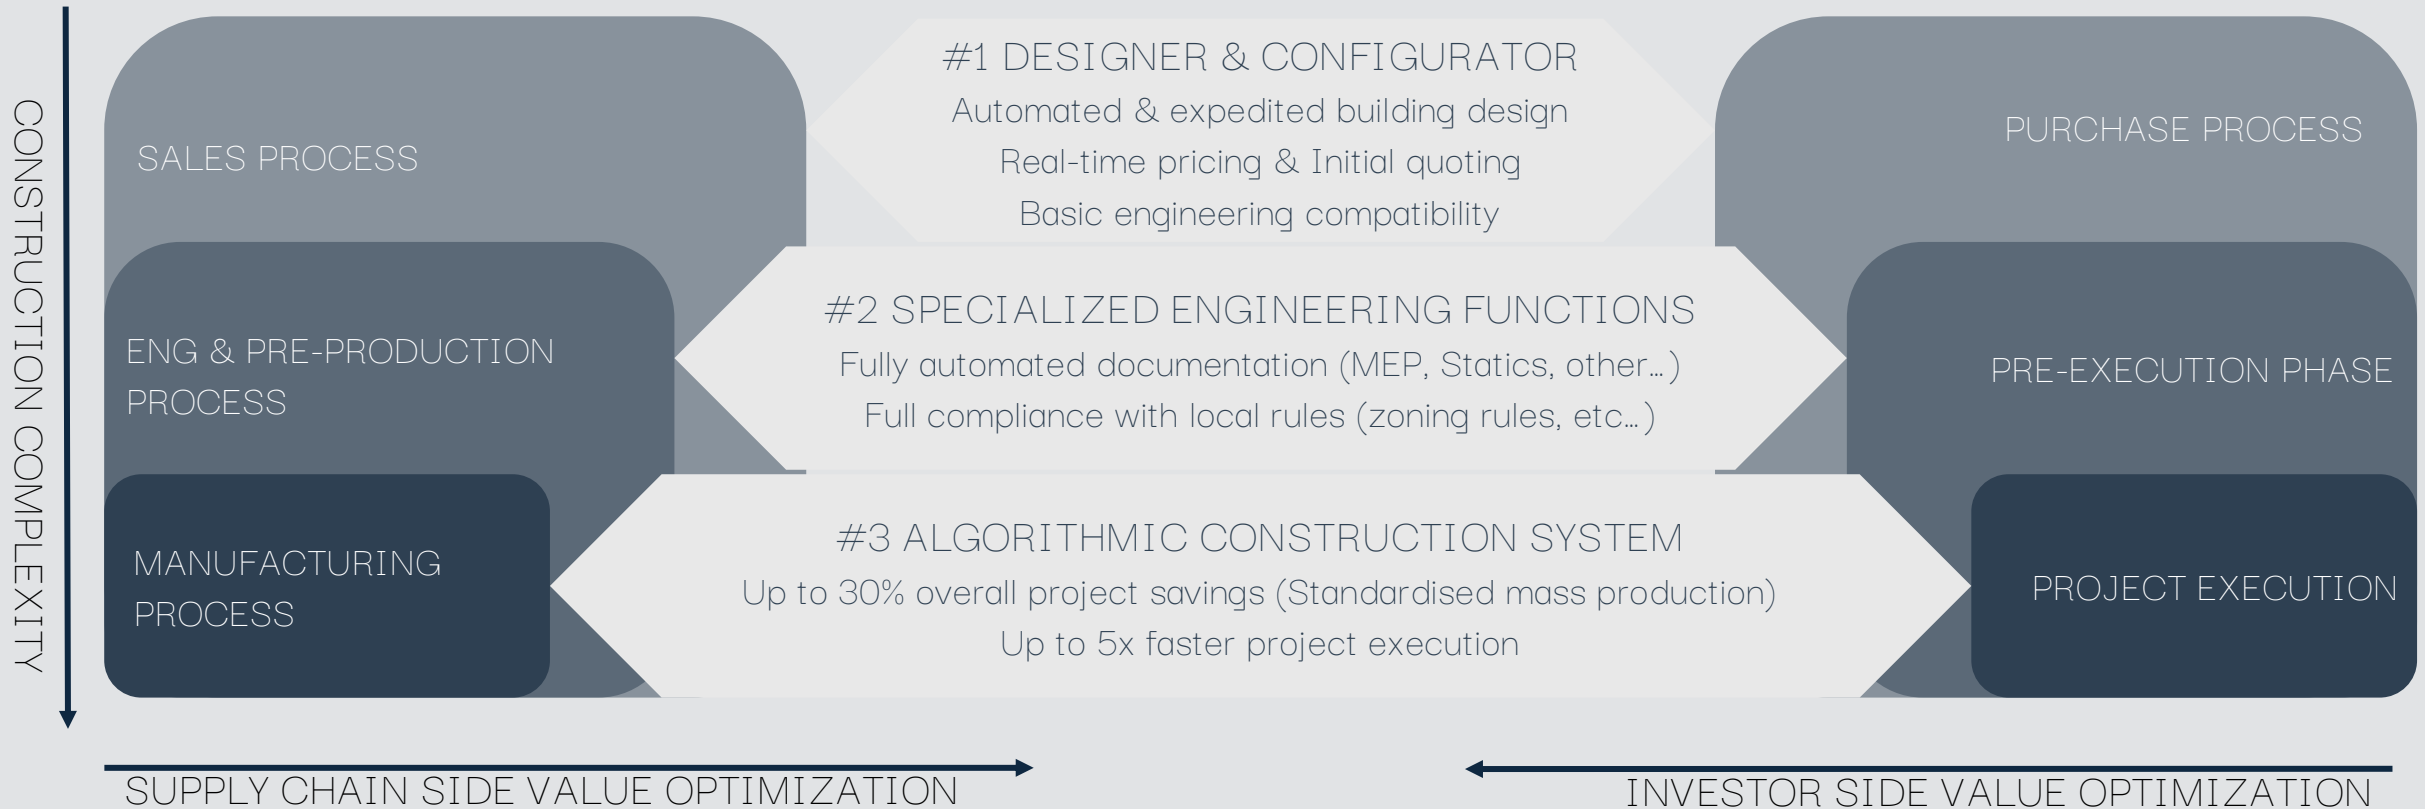 CONSTRUCTION COMPLEXITY
SALES PROCESS
#1 DESIGNER & CONFIGURATOR
Automated & expedited building design
Real-time pricing & Initial quoting
Basic engineering compatibility
PURCHASE PROCESS
ENG & PRE-PRODUCTION
PROCESS
#2 SPECIALIZED ENGINEERING FUNCTIONS
Fully automated documentation (MEP, Statics, other...)
Full compliance with local rules (zoning rules, etc...)
PRE-EXECUTION PHASE
MANUFACTURING
PROCESS
#3 ALGORITHMIC CONSTRUCTION SYSTEM
Up to 30% overall project savings (Standardised mass production)
Up to 5x faster project execution
PROJECT EXECUTION
SUPPLY CHAIN SIDE VALUE OPTIMIZATION
INVESTOR SIDE VALUE OPTIMIZATION